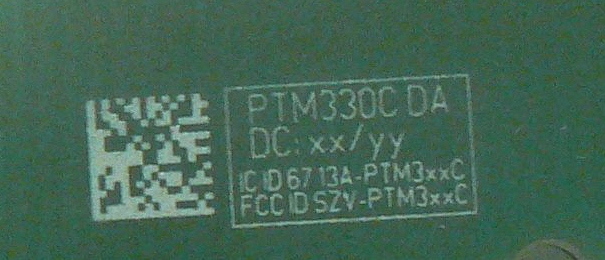 PTM330C DA
DC: xx/yy
IC ID 6713A-PTM3xxC
FCC ID SZV-PTM3xxC